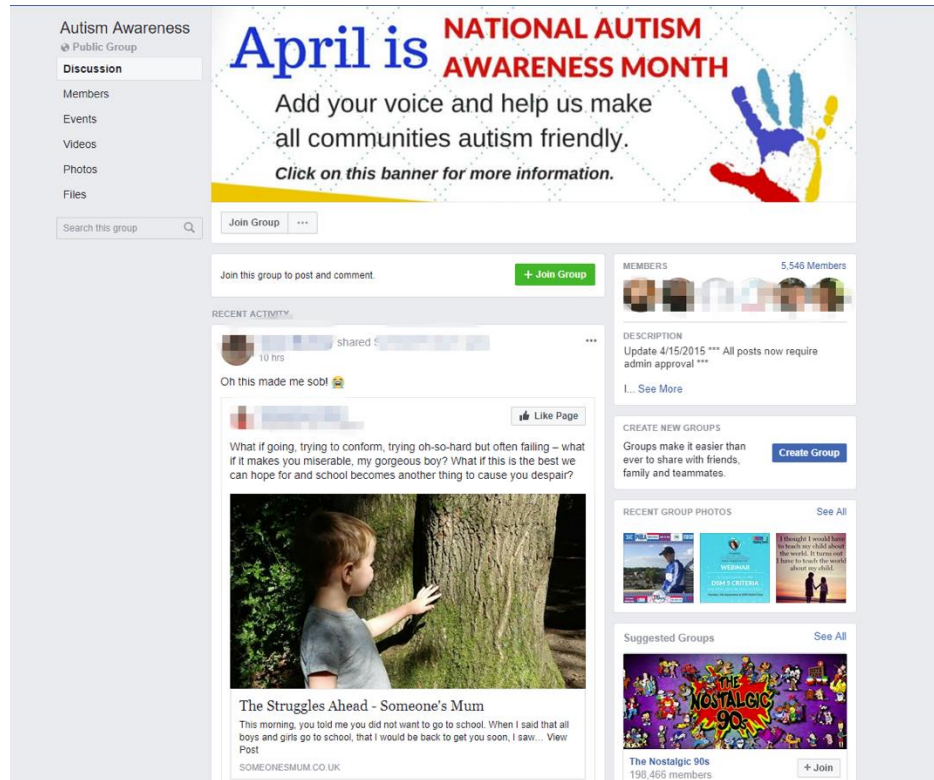 Autism Awareness
Public Group
Discussion
Members
Events
Videos
Photos
Files
Search this group
April is NATIONAL AUTISM
AWARENESS MONTH
Add your voice and help us make
all communities autism friendly.
Click on this banner for more information.
Join Group
Join this group to post and comment.
+ Join Group
RECENT ACTIVITY
shared
10 hrs
Oh this made me sob!
Like Page
What if going, trying to conform, trying oh-so-hard but often failing – what
if it makes you miserable, my gorgeous boy? What if this is the best we
can hope for and school becomes another thing to cause you despair?
The Struggles Ahead - Someone's Mum
This morning, you told me you did not want to go to school. When I said that all
boys and girls go to school, that I would be back to get you soon, I saw… View
Post
SOMEONESMUM.CO.UK
MEMBERS
5,546 Members
DESCRIPTION
Update 4/15/2015 *** All posts now require
admin approval ***
I... See More
CREATE NEW GROUPS
Groups make it easier than
ever to share with friends,
family and teammates.
Create Group
RECENT GROUP PHOTOS
See All
WEBINAR
DSM 5 CRITERIA
I thought I would have
to teach my child about
the world. It turns out
I have to teach the world
about my child.
Suggested Groups
See All
THE
NOSTALGIC
90s
The Nostalgic 90s
198,466 members
+ Join